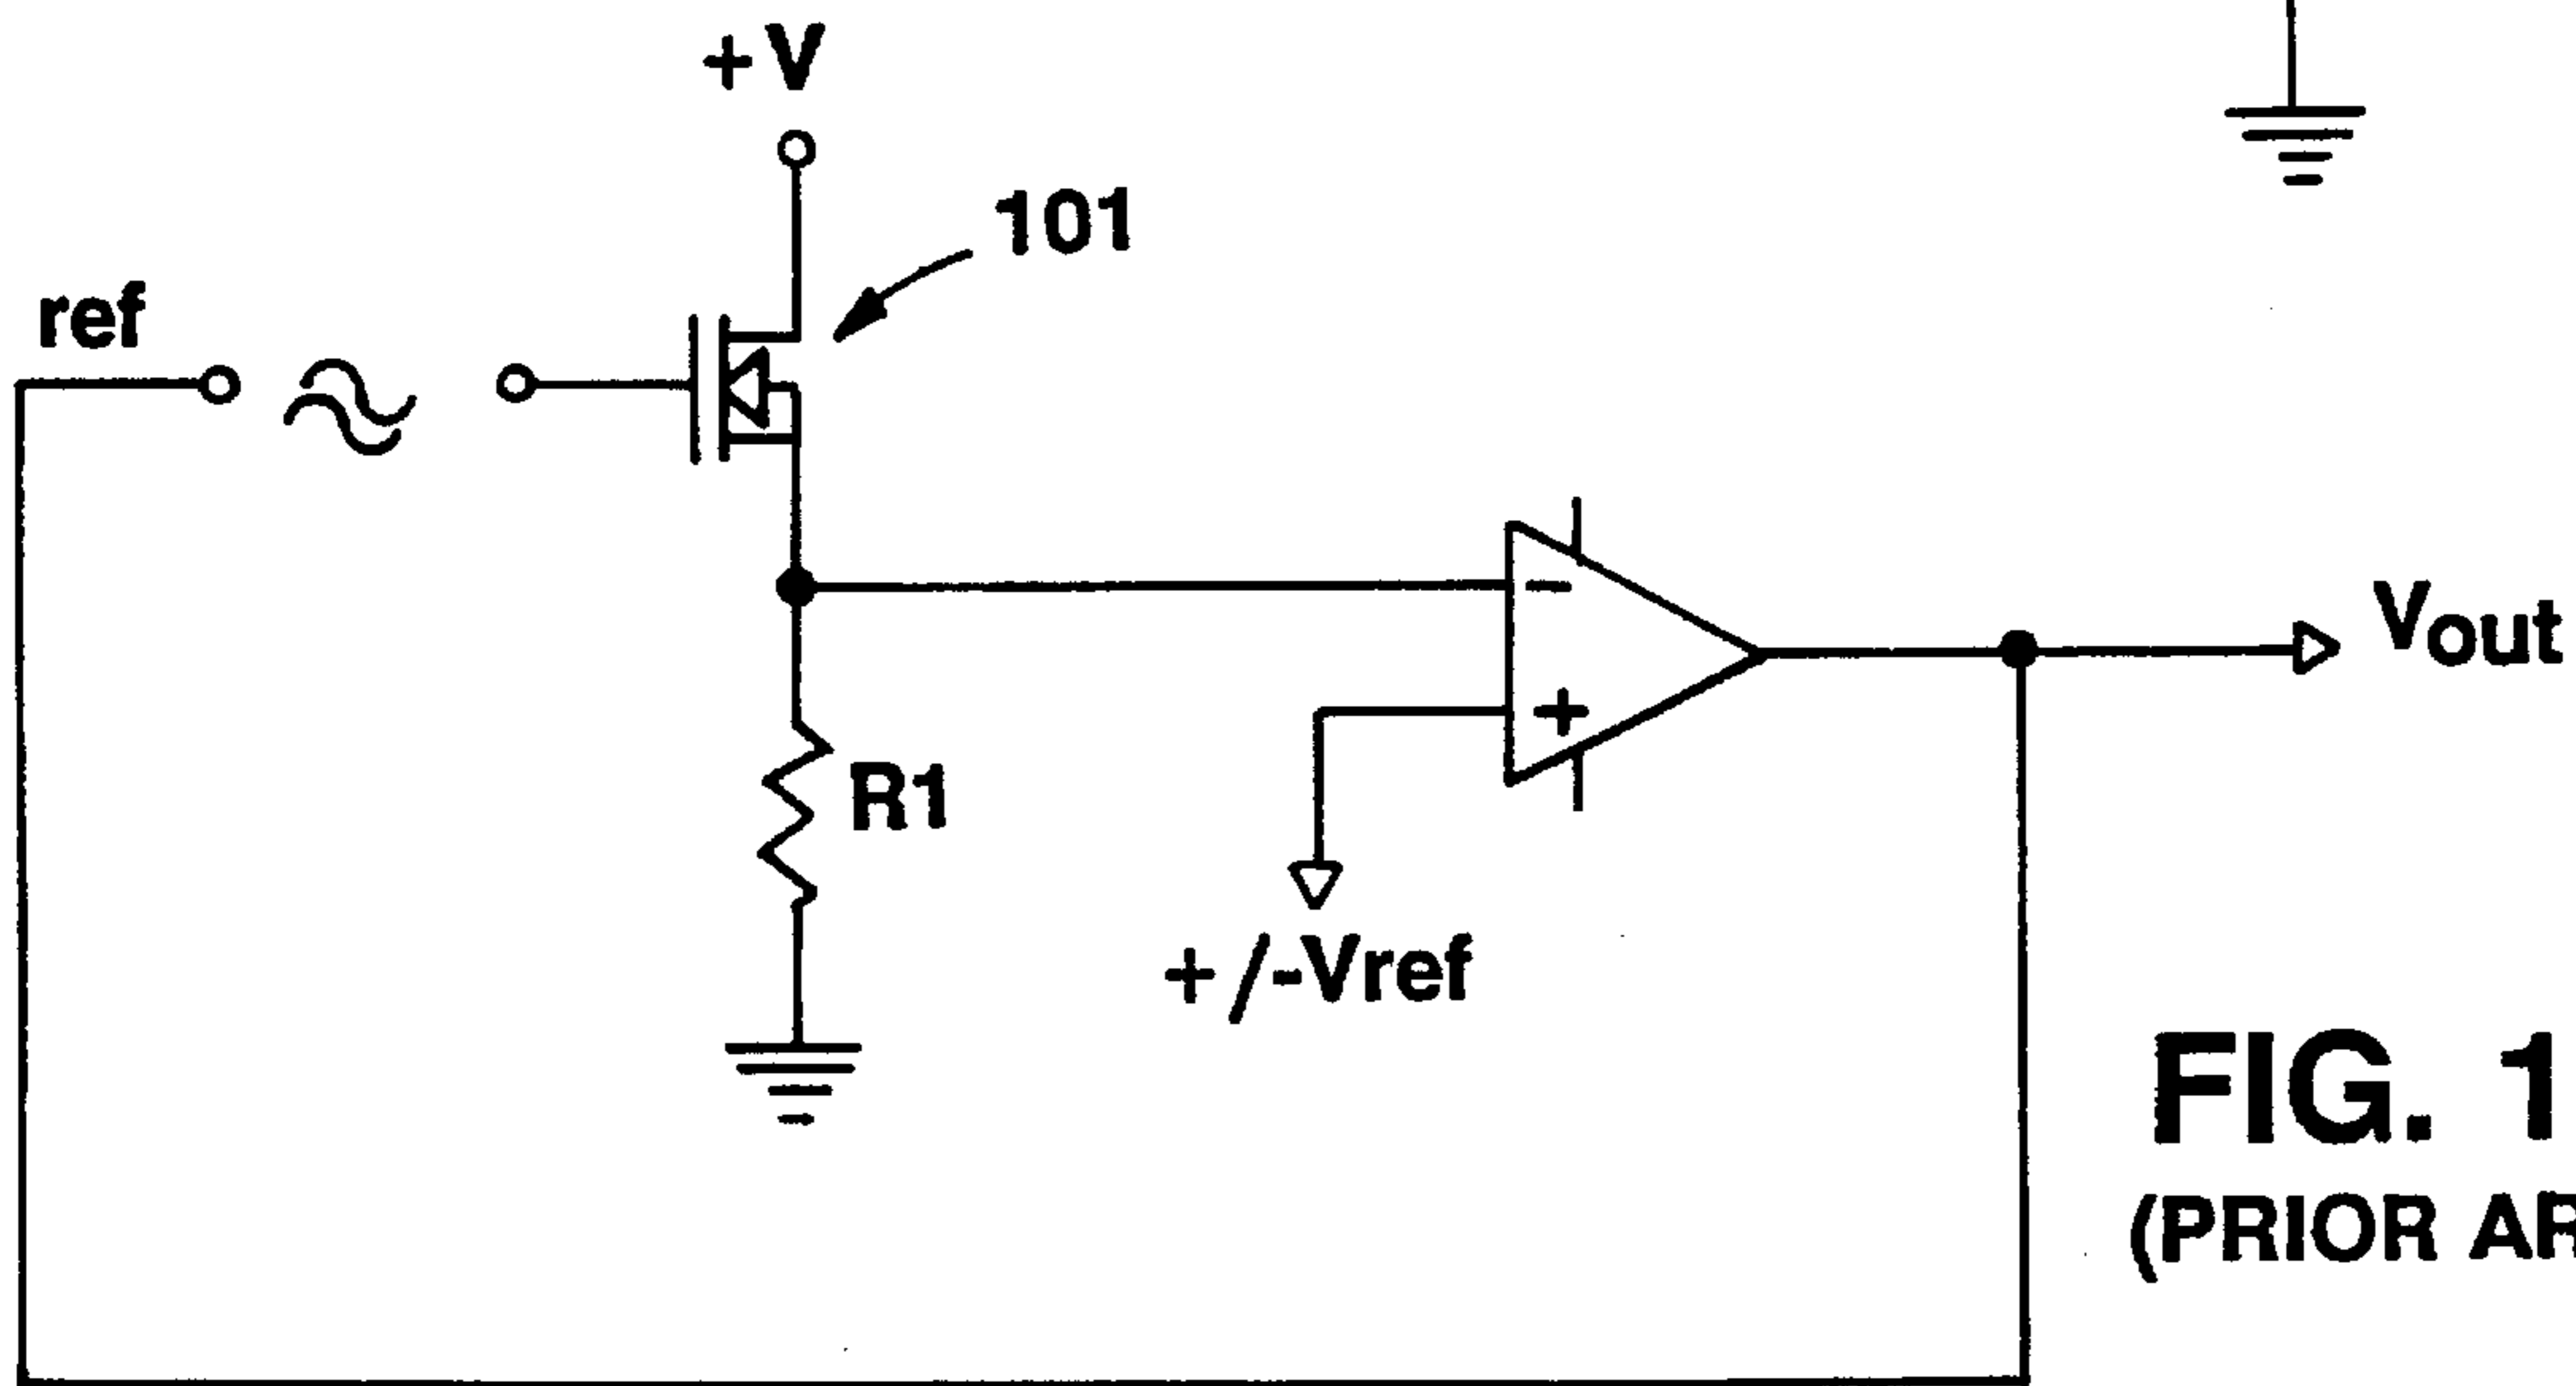 +V
101
ref
-
+
Vout
R1
+/-Vref
FIG. 1
(PRIOR AR